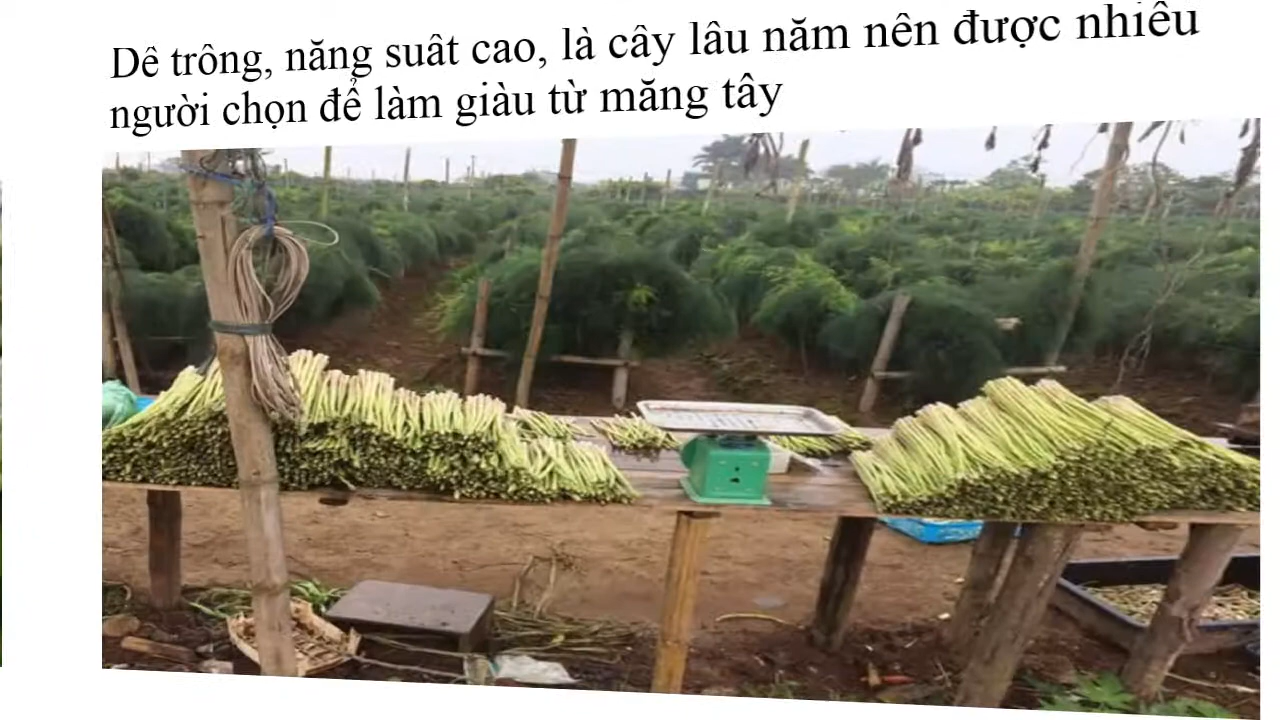 Dễ trồng, năng suất cao, là cây lâu năm nên được nhiều
người chọn để làm giàu từ măng tây